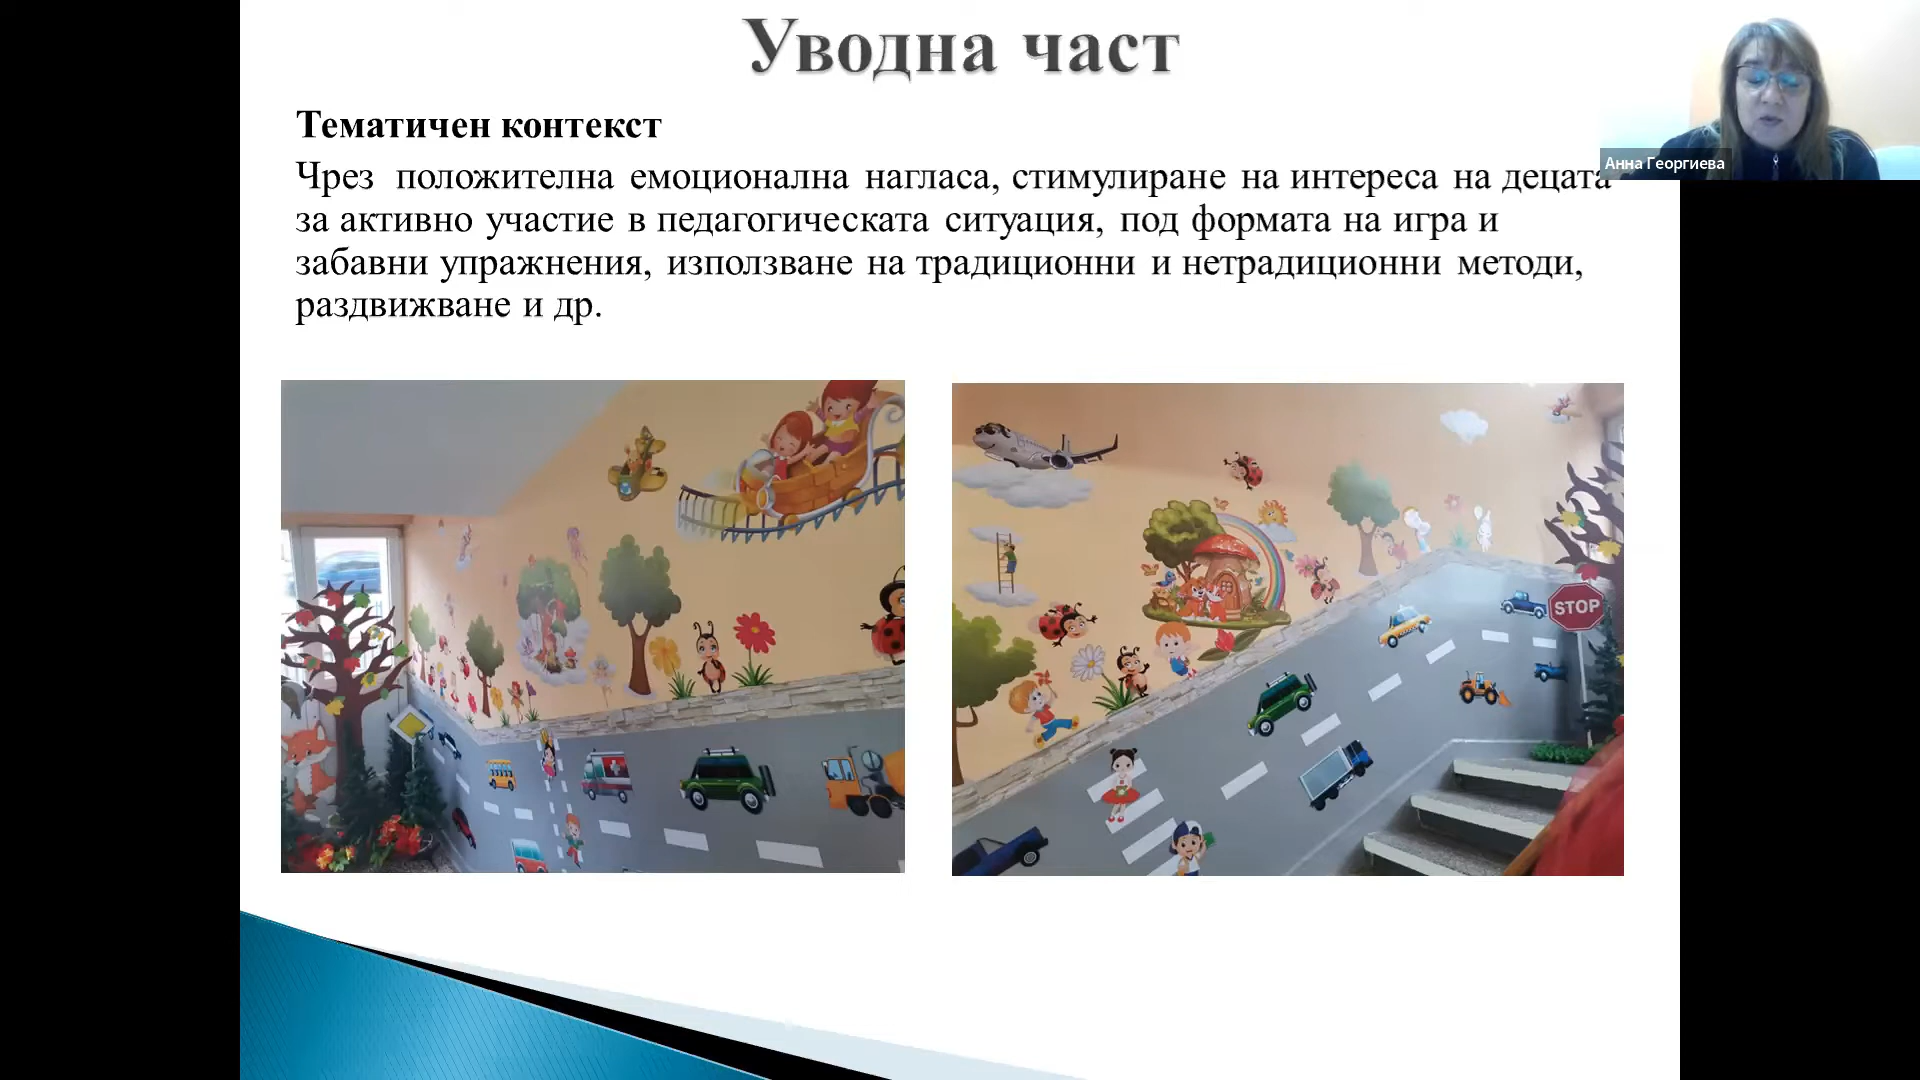 Уводна част
Анна Георгиева
Тематичен контекст
Чрез положителна емоционална нагласа, стимулиране на интереса на децата
за активно участие в педагогическата ситуация, под формата на игра и
забавни упражнения, използване на традиционни и нетрадиционни методи,
раздвижване и др.
STOP